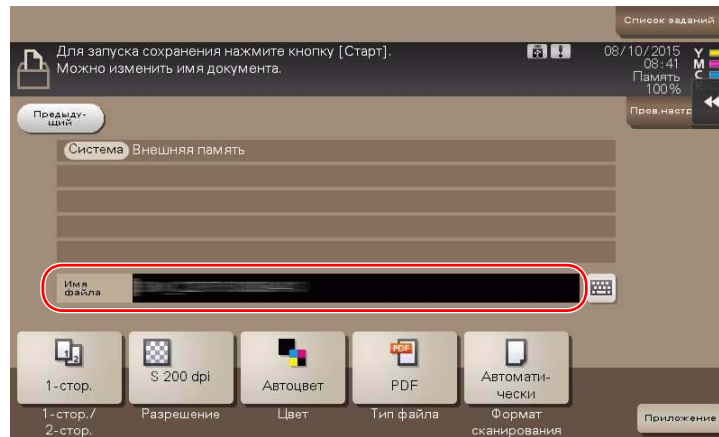 Список заданий
Для запуска сохранения нажмите кнопку [Старт].
Можно изменить имя документа.
08/10/2015
08:41
Память
100%
Y
M
C
Предыду-
щий
Система Внешняя память
Имя
файла
1-стор.
S 200 dpi
Автоцвет
PDF
PDF
Автомати-
чески
1-стор./
2-стор.
Разрешение
Цвет
Тип файла
Формат
сканирования
Приложение